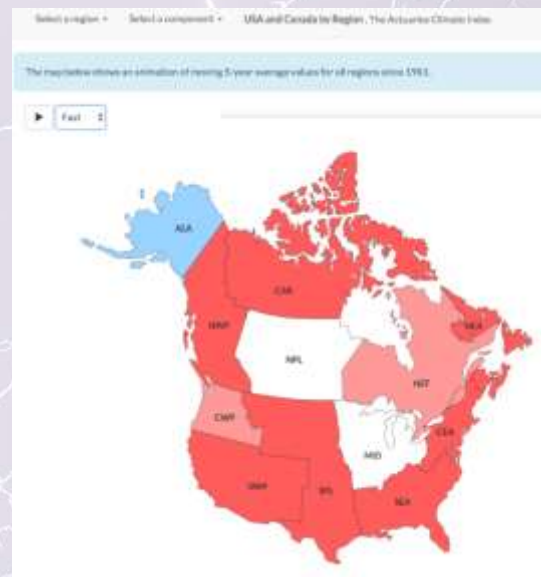 Select a region Select a component USA and Canada by Region, The Actuaries Climate Index
The map below shows an animation of moving 5-year average values for all regions since 1961.
Fast
ALA
CAR
NWP
NPL
NEA
NET
CWP
MID
CEA
SWP
SPL
SEA